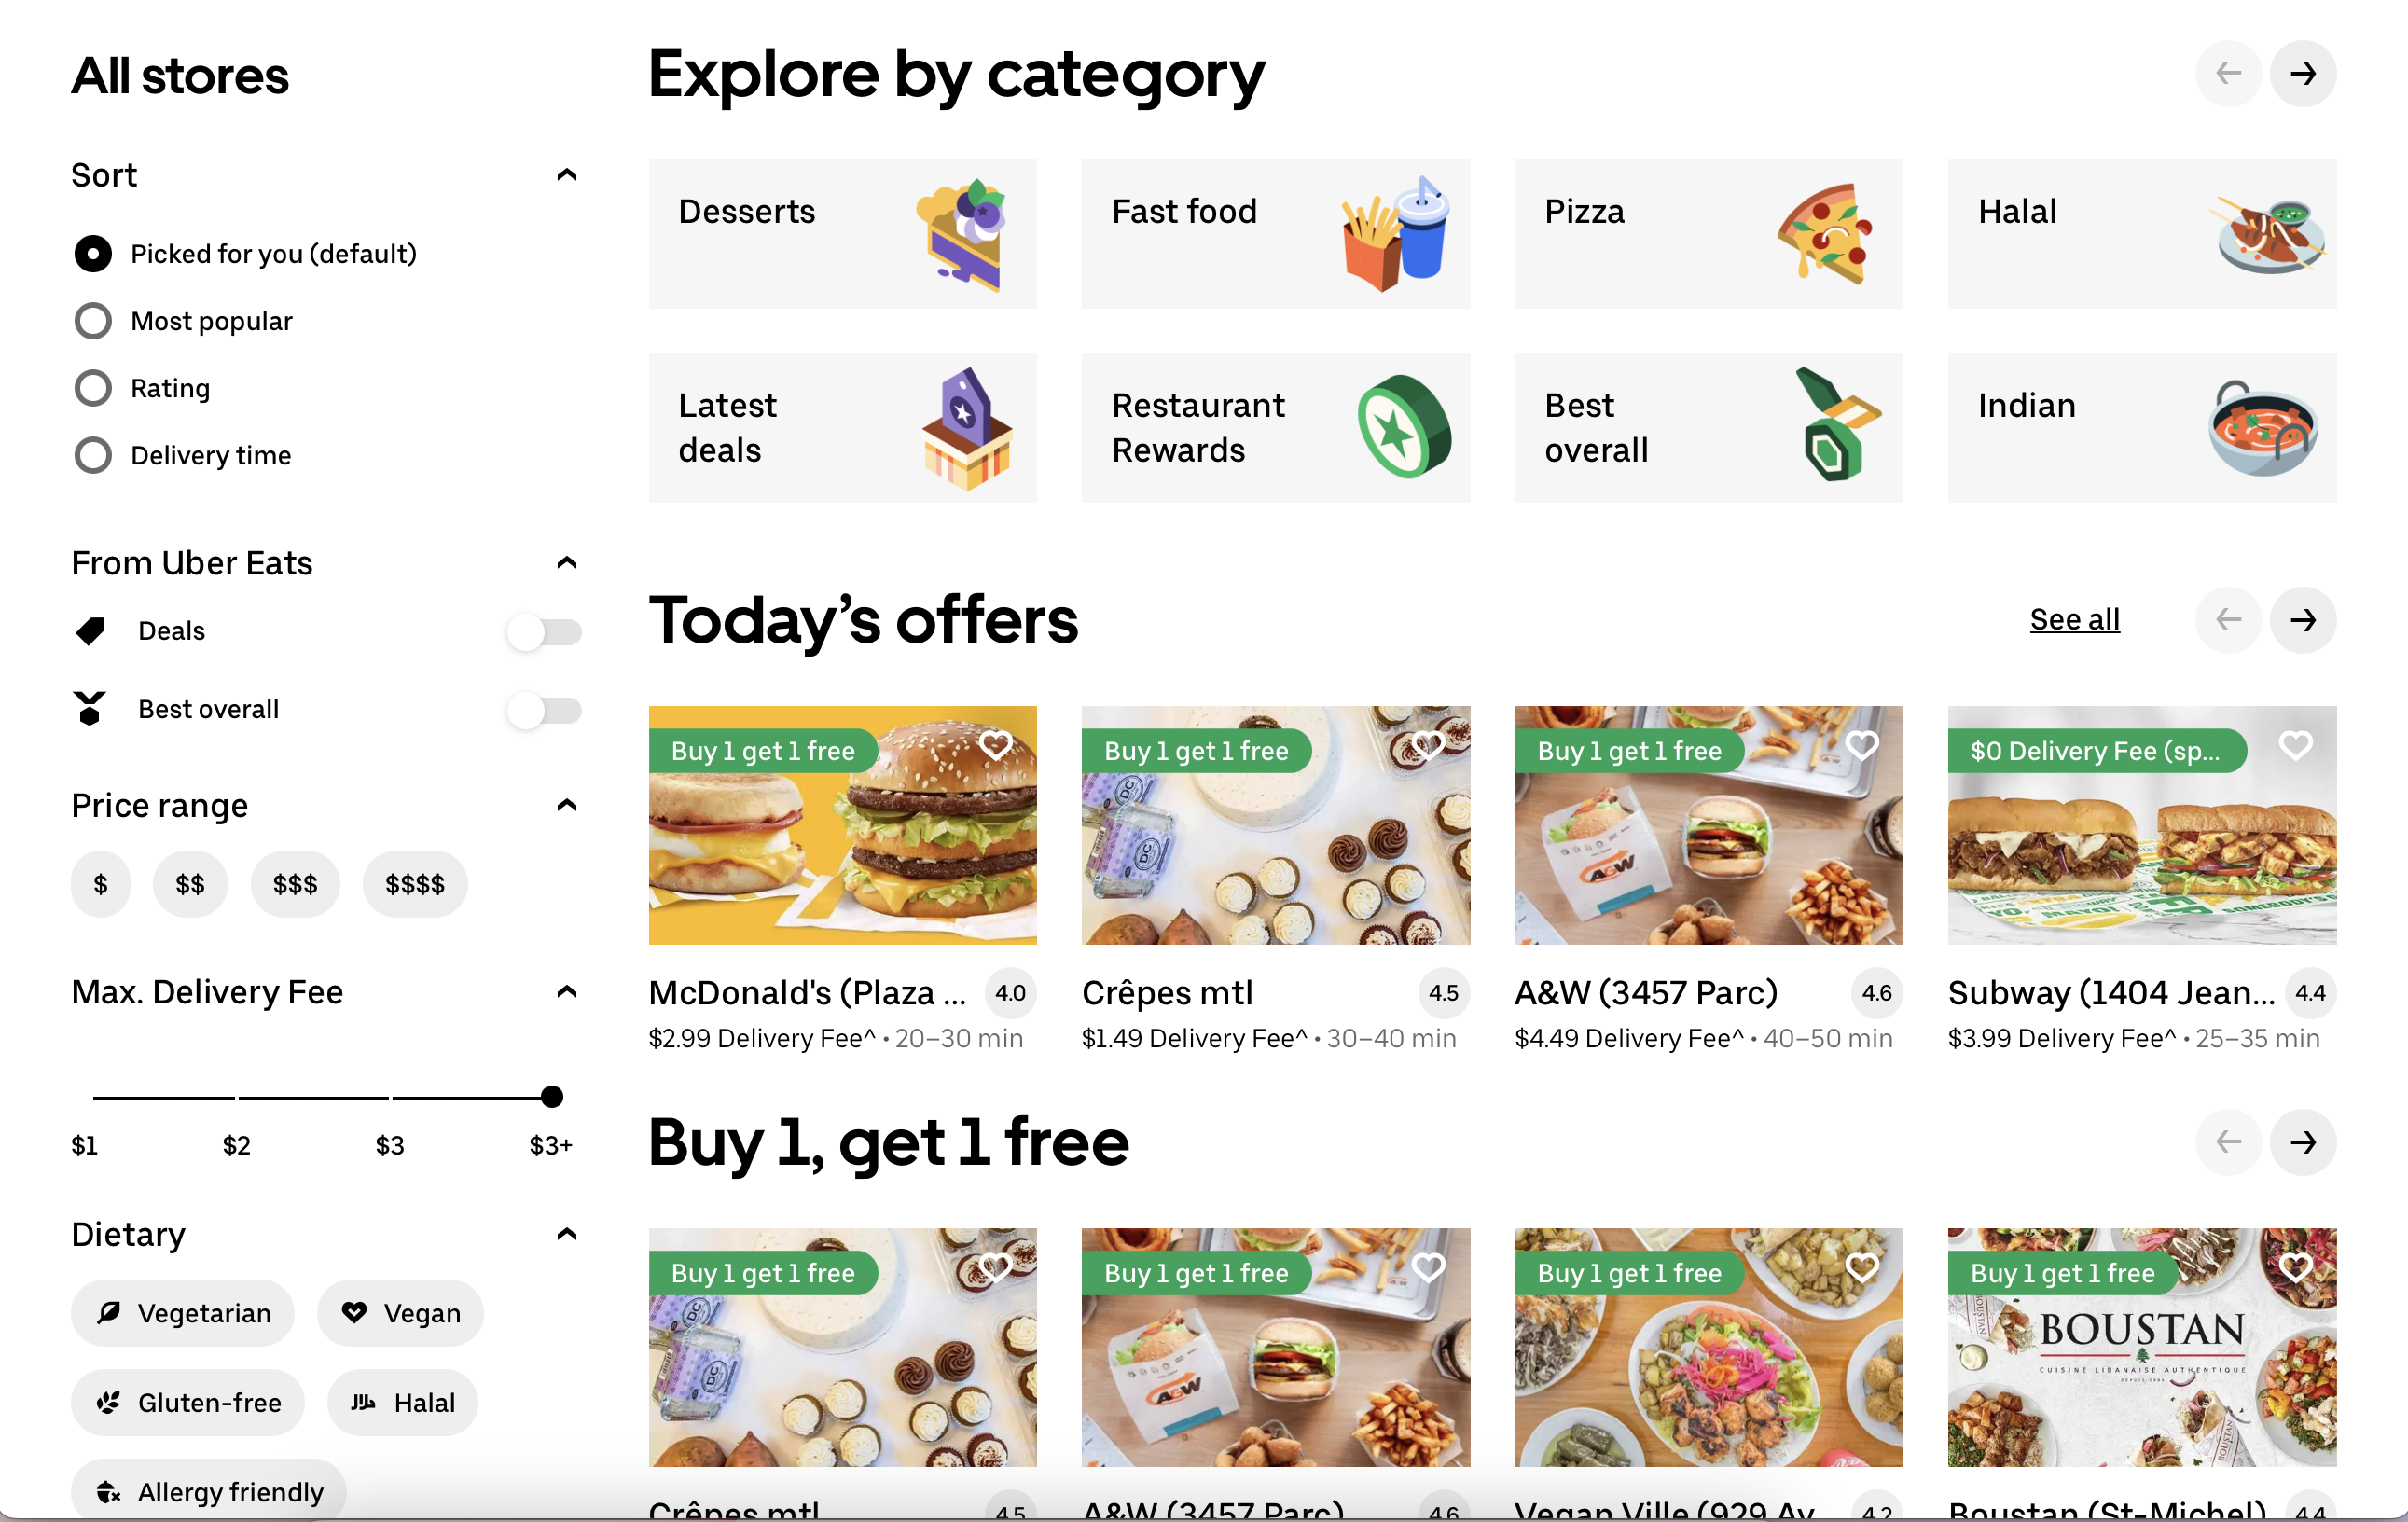 All stores
Sort
Picked for you (default)
Most popular
Rating
Delivery time
From Uber Eats
Deals
Best overall
Price range
$ $$ $$$ $$$$
Max. Delivery Fee
$1 $2 $3 $3+
Dietary
Vegetarian Vegan
Gluten-free Halal
Allergy friendly
Explore by category
Desserts
Fast food
Pizza
Halal
Latest
deals
Restaurant
Rewards
Best
overall
Indian
Today's offers
See all
Buy 1 get 1 free
McDonald's (Plaza ... 4.0
$2.99 Delivery Fee^ • 20–30 min
Buy 1 get 1 free
DC
Crêpes mtl 4.5
$1.49 Delivery Fee^ • 30–40 min
Buy 1 get 1 free
A&W
A&W (3457 Parc) 4.6
$4.49 Delivery Fee^ • 40–50 min
$0 Delivery Fee (sp...
Subway (1404 Jean... 4.4
$3.99 Delivery Fee^ • 25–35 min
Buy 1, get 1 free
Buy 1 get 1 free
DC
Crêpes mtl 4.5
Buy 1 get 1 free
A&W
A&W (3457 Parc) 4.6
Buy 1 get 1 free
Vegan Ville (929 Av 4.2
Buy 1 get 1 free
BOUSTAN
CUISINE LIBANAISE AUTHENTIQUE
Boustan (St-Michel) 4.4